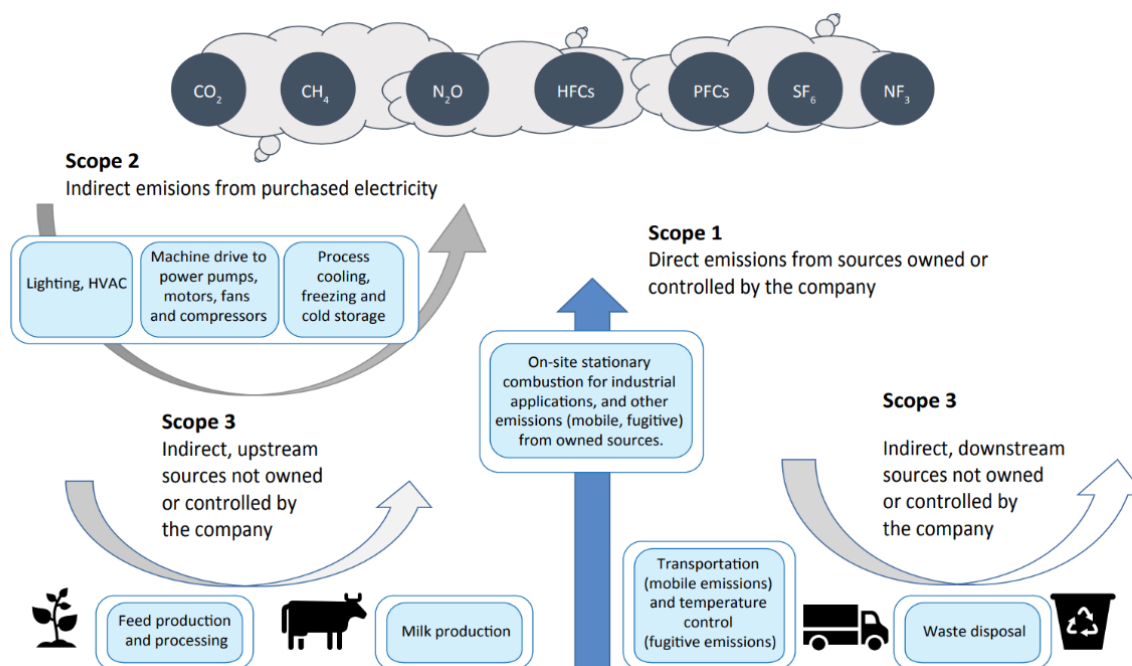 CO₂
CH₄
N₂O
HFCs
PFCs
SF₆
NF₃
Scope 2
Indirect emisions from purchased electricity
Lighting, HVAC
Machine drive to
power pumps,
motors, fans
and compressors
Process
cooling,
freezing and
cold storage
Scope 1
Direct emissions from sources owned or
controlled by the company
On-site stationary
combustion for industrial
applications, and other
emissions (mobile, fugitive)
from owned sources.
Scope 3
Indirect, upstream
sources not owned
or controlled by
the company
Feed production
and processing
Milk production
Scope 3
Indirect, downstream
sources not owned
or controlled by
the company
Transportation
(mobile emissions)
and temperature
control
(fugitive emissions)
Waste disposal